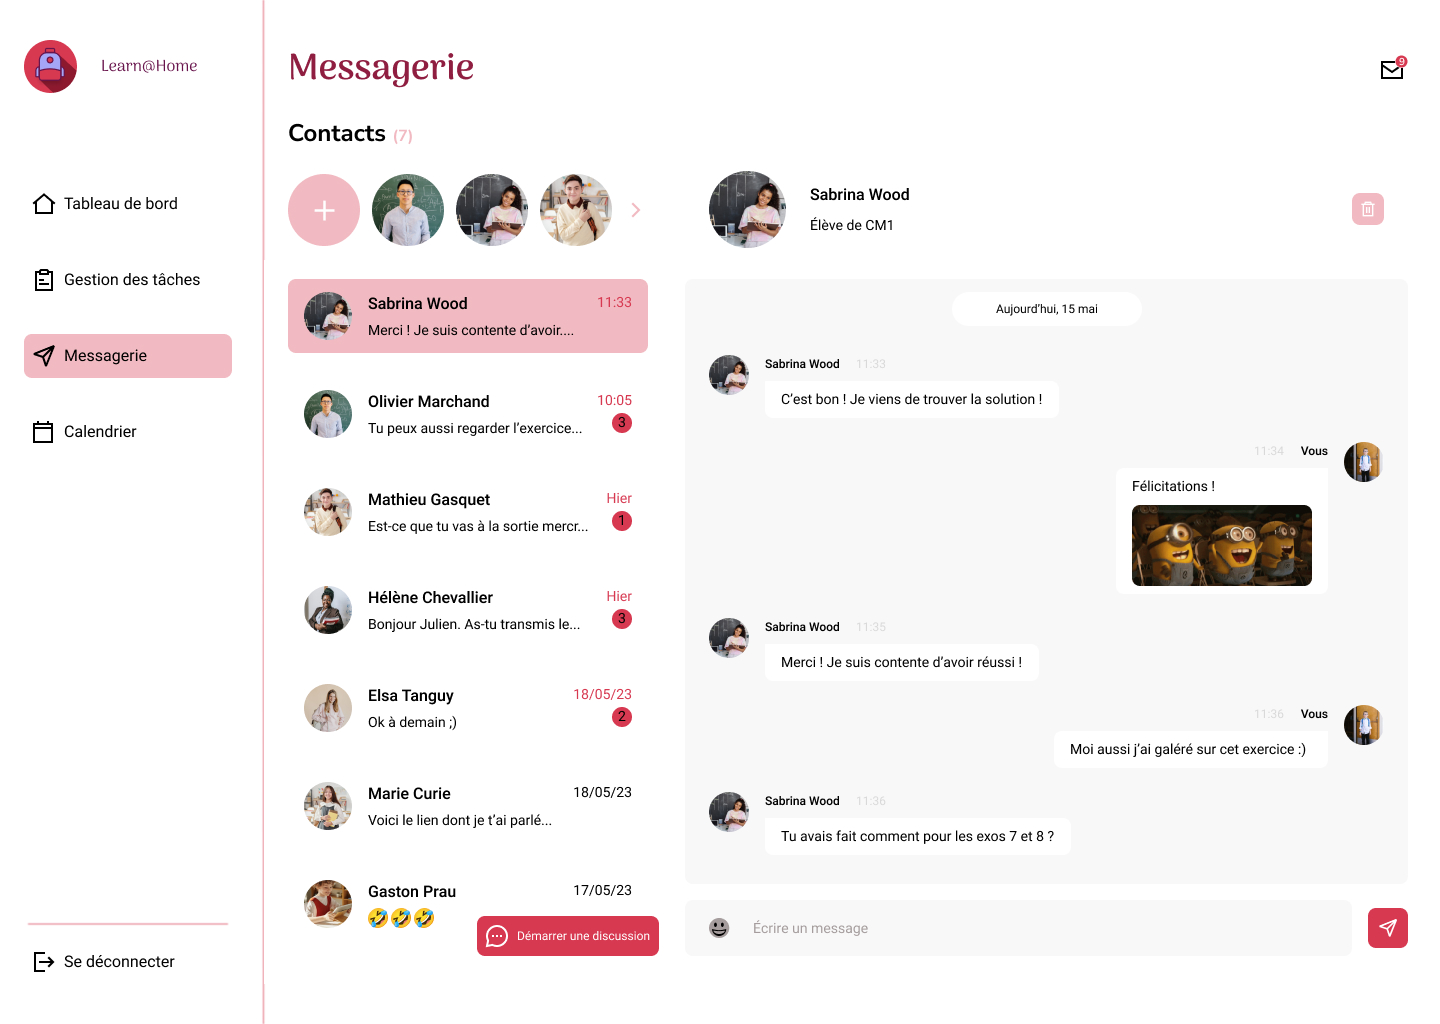 Learn@Home
Tableau de bord
Gestion des tâches
Messagerie
Calendrier
Se déconnecter
Messagerie
9
Contacts (7)
Sabrina Wood 11:33
Merci ! Je suis contente d’avoir....
Olivier Marchand 10:05
Tu peux aussi regarder l’exercice... 3
Mathieu Gasquet Hier
Est-ce que tu vas à la sortie mercr... 1
Hélène Chevallier Hier
Bonjour Julien. As-tu transmis le... 3
Elsa Tanguy 18/05/23
Ok à demain ;) 2
Marie Curie 18/05/23
Voici le lien dont je t’ai parlé...
Gaston Prau 17/05/23
🤣🤣🤣
Démarrer une discussion
Sabrina Wood
Élève de CM1
Aujourd’hui, 15 mai
Sabrina Wood 11:33
C’est bon ! Je viens de trouver la solution !
11:34 Vous
Félicitations !
Sabrina Wood 11:35
Merci ! Je suis contente d’avoir réussi !
11:36 Vous
Moi aussi j’ai galéré sur cet exercice :)
Sabrina Wood 11:36
Tu avais fait comment pour les exos 7 et 8 ?
Écrire un message